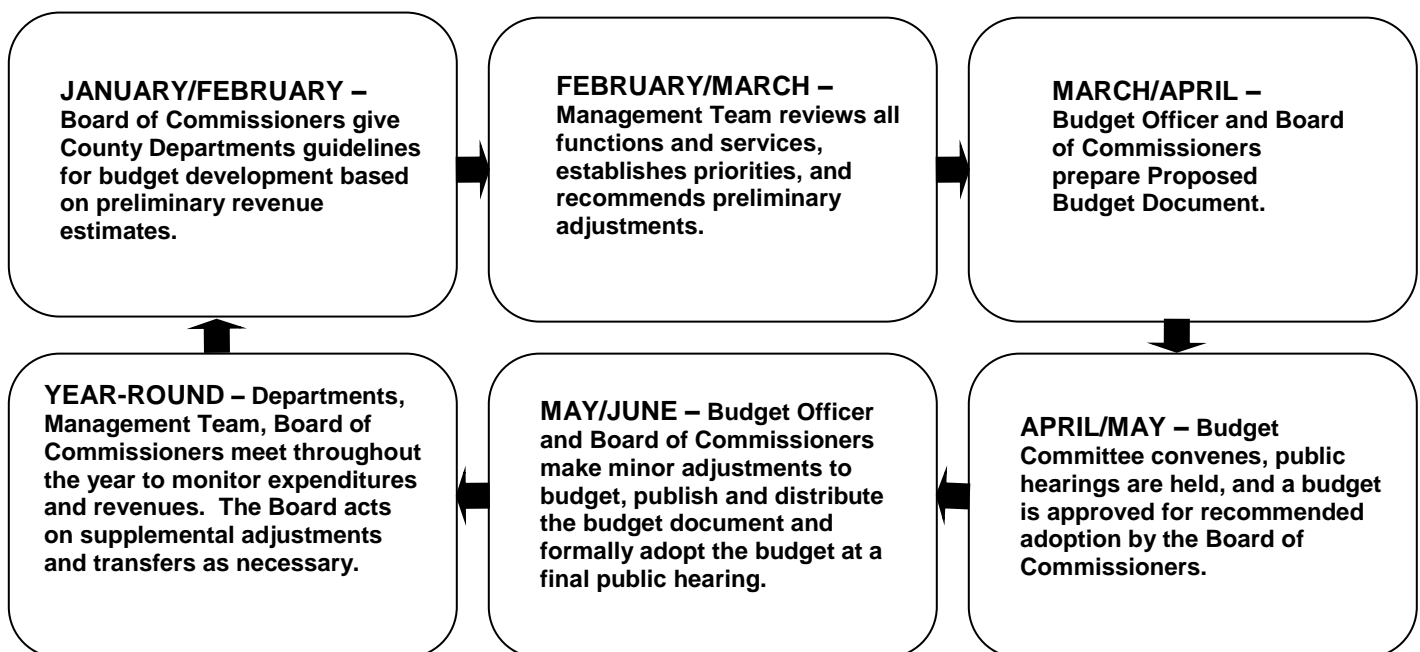 JANUARY/FEBRUARY –
Board of Commissioners give
County Departments guidelines
for budget development based
on preliminary revenue
estimates.
FEBRUARY/MARCH –
Management Team reviews all
functions and services,
establishes priorities, and
recommends preliminary
adjustments.
MARCH/APRIL –
Budget Officer and Board
of Commissioners
prepare Proposed
Budget Document.
APRIL/MAY – Budget
Committee convenes, public
hearings are held, and a budget
is approved for recommended
adoption by the Board of
Commissioners.
MAY/JUNE – Budget Officer
and Board of Commissioners
make minor adjustments to
budget, publish and distribute
the budget document and
formally adopt the budget at a
final public hearing.
YEAR-ROUND – Departments,
Management Team, Board of
Commissioners meet throughout
the year to monitor expenditures
and revenues.  The Board acts
on supplemental adjustments
and transfers as necessary.